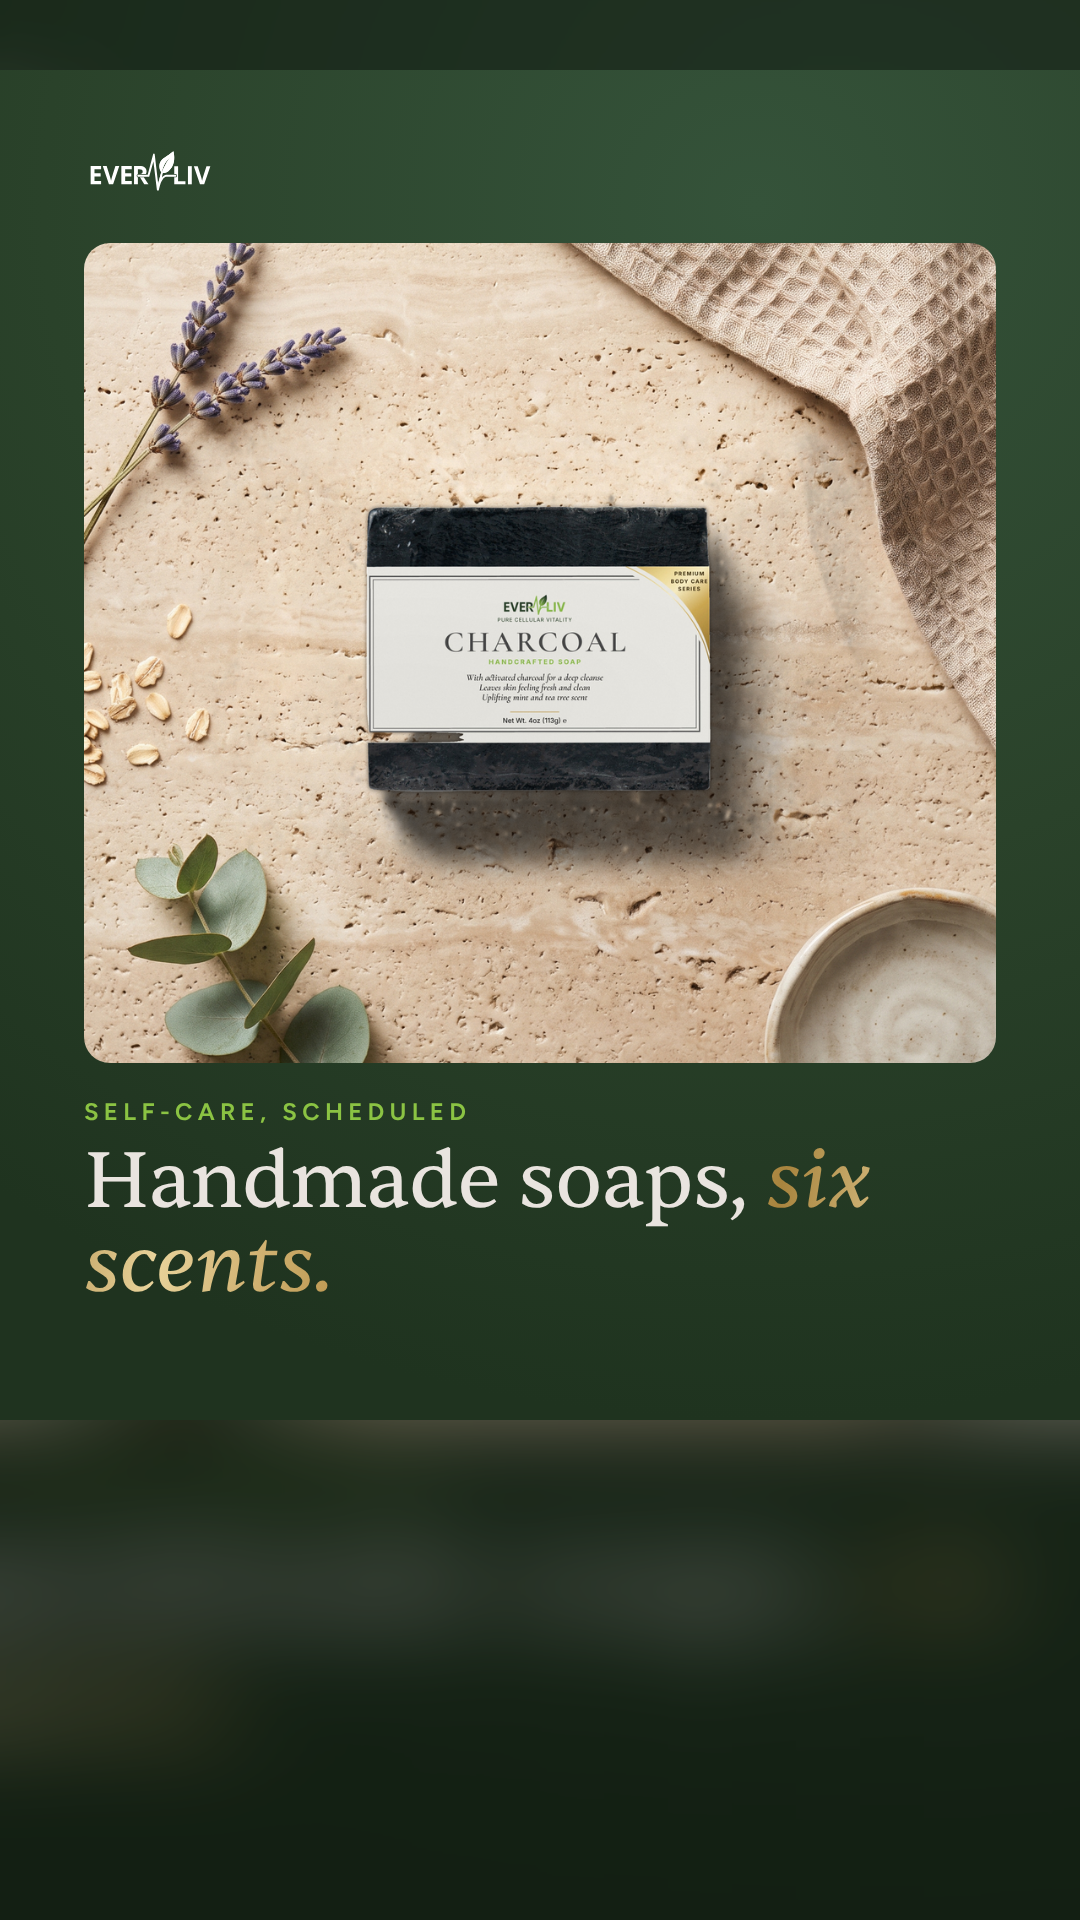 EVERLIV
PREMIUM
BODY CARE
SERIES
EVERLIV
PURE CELLULAR VITALITY
CHARCOAL
HANDCRAFTED SOAP
With activated charcoal for a deep cleanse
Leaves skin feeling fresh and clean
Uplifting mint and tea tree scent
Net Wt. 4oz (113g) e
SELF-CARE, SCHEDULED
Handmade soaps, six
scents.